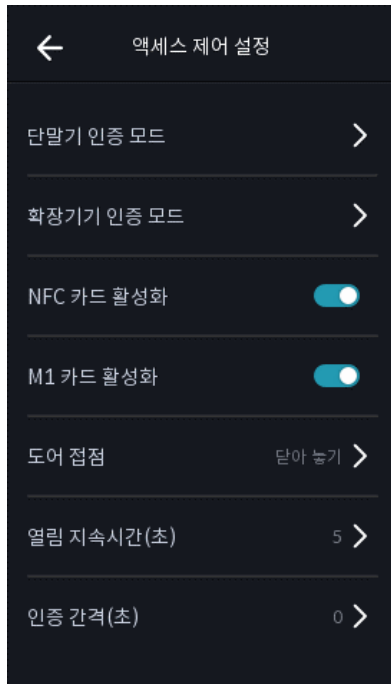 액세스 제어 설정
단말기 인증 모드
확장기기 인증 모드
NFC 카드 활성화
M1 카드 활성화
도어 접점 닫아 놓기
열림 지속시간(초) 5
인증 간격(초) 0